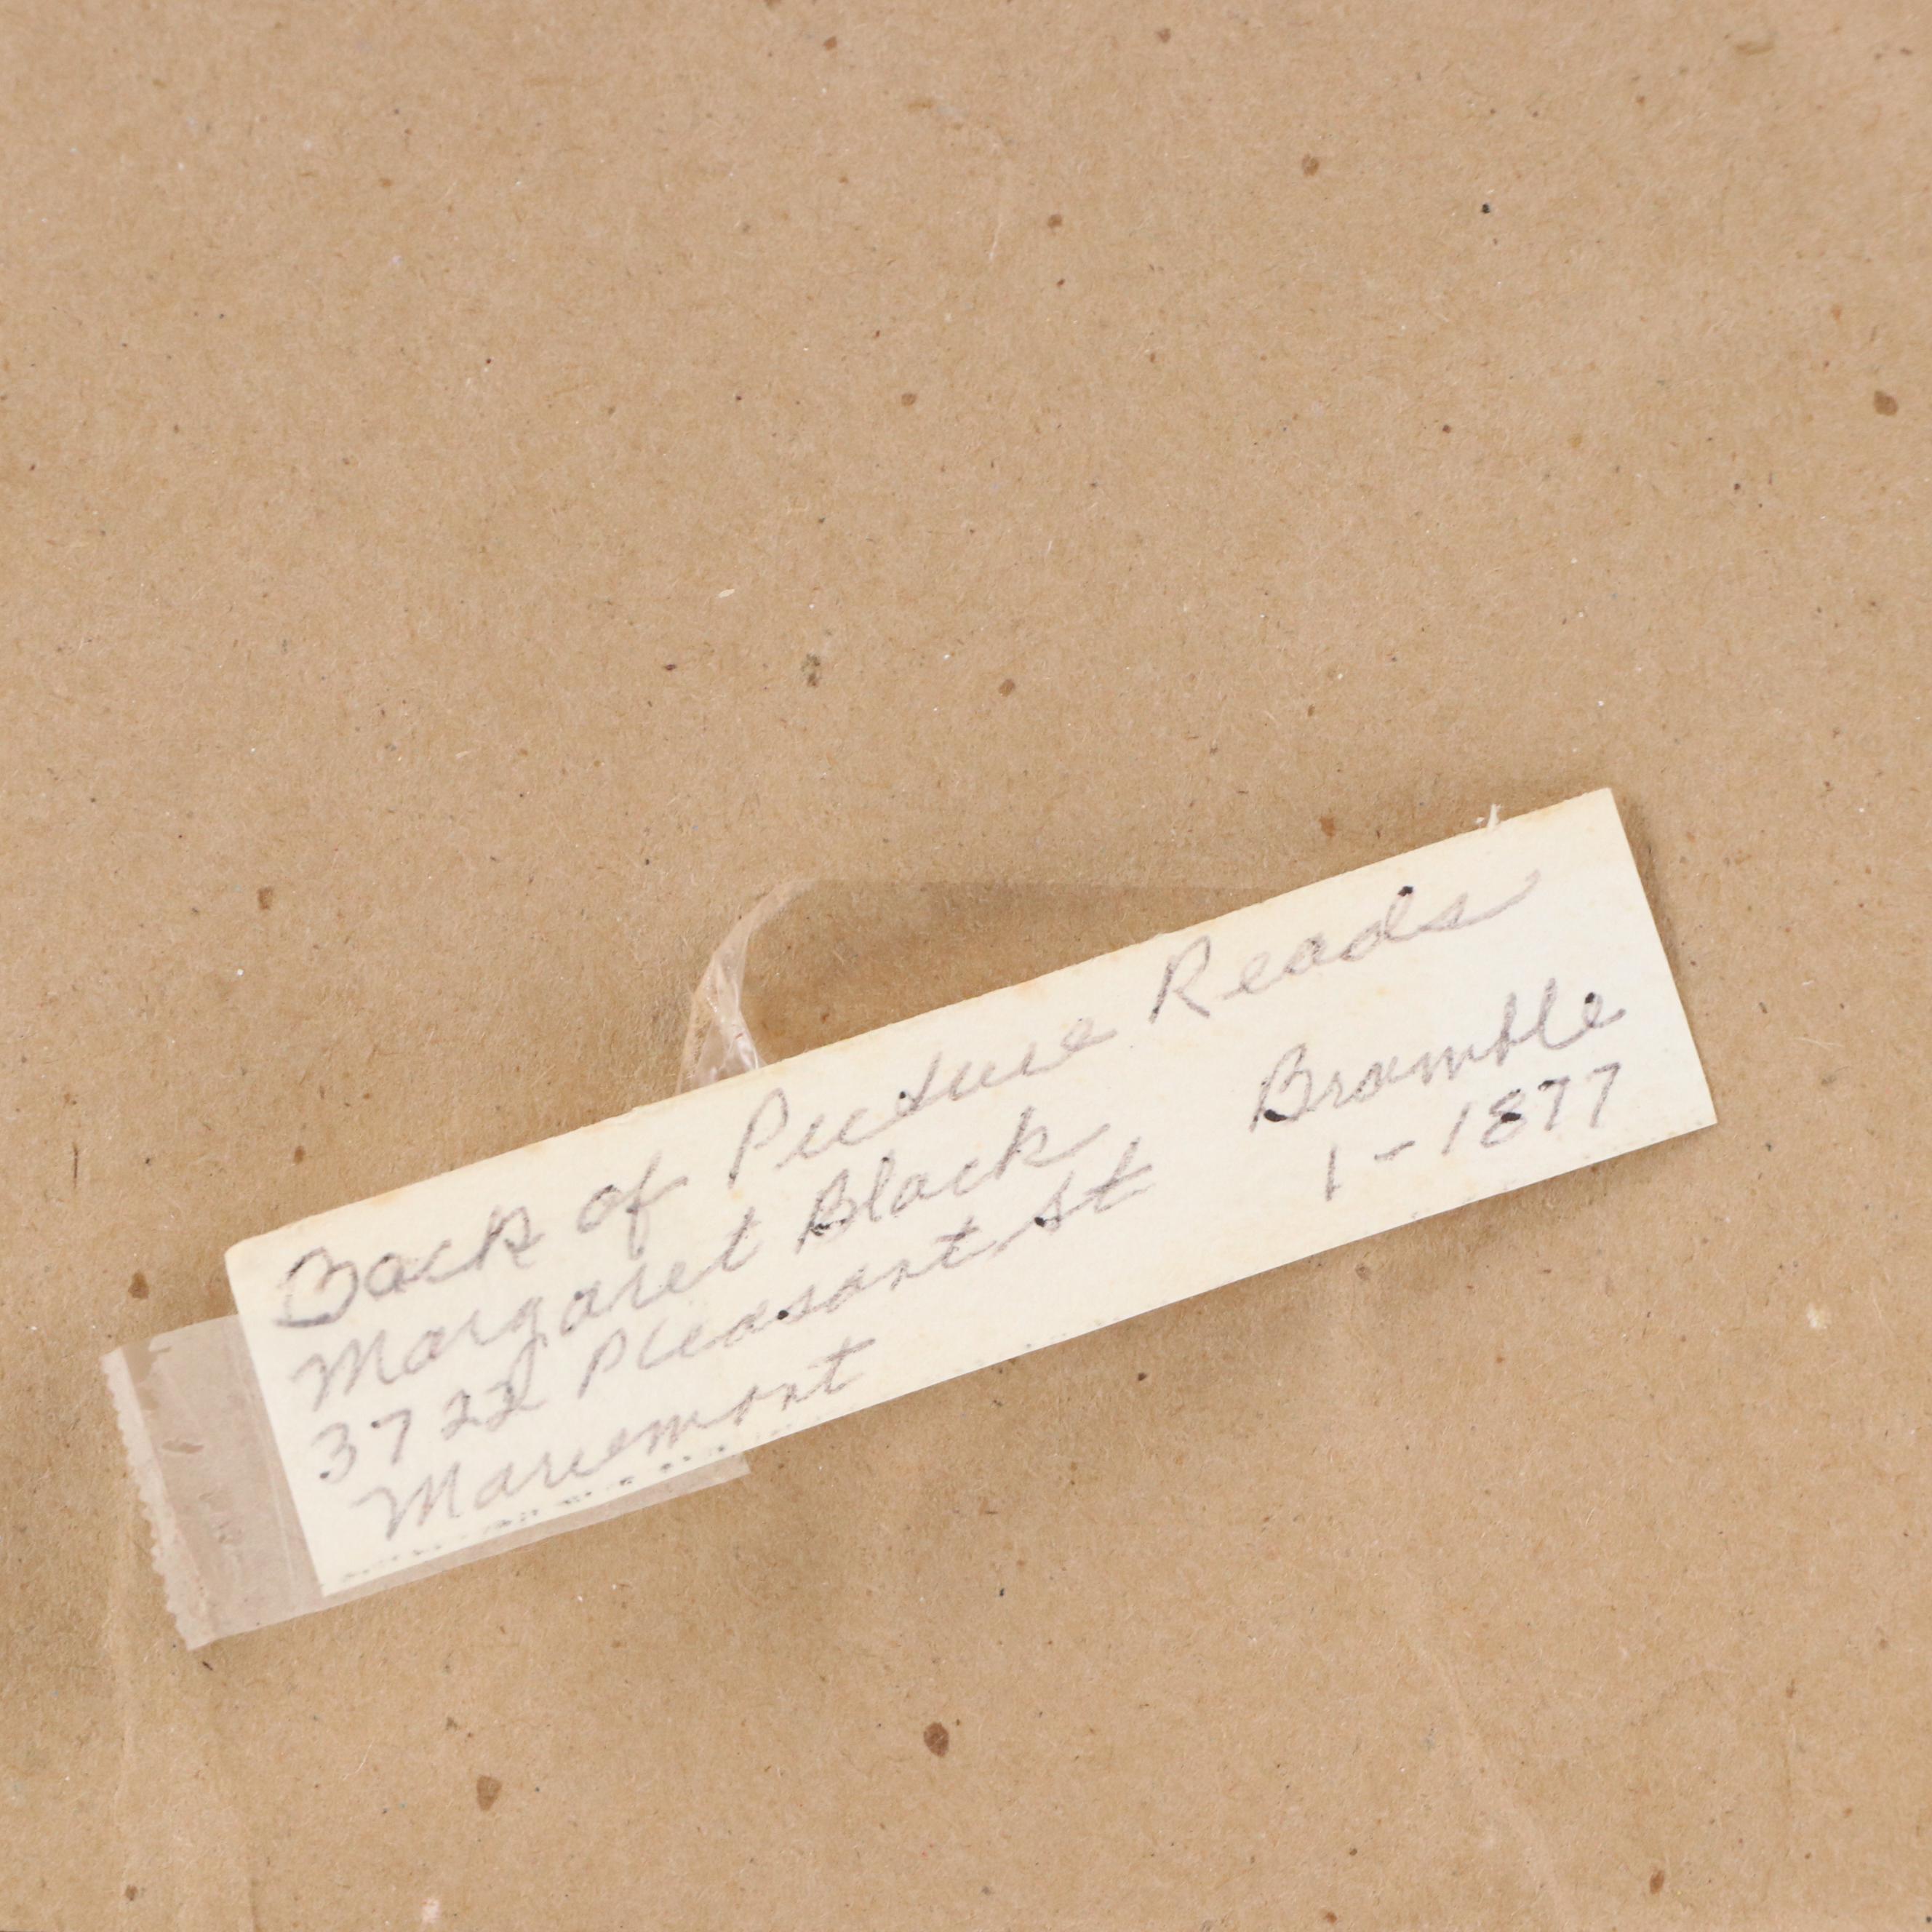 Back of Picture Reads
Margaret Black
3722 Pleasant St
Mariemont
Bramble
1-1877